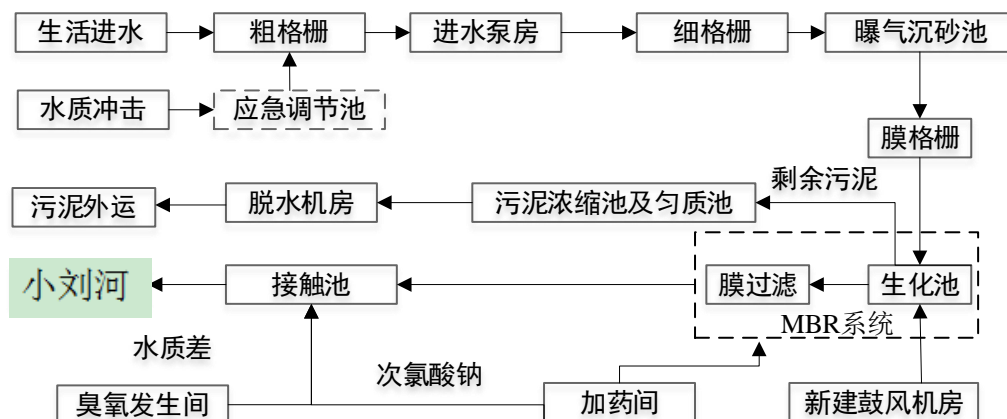 生活进水
粗格栅
进水泵房
细格栅
曝气沉砂池
水质冲击
应急调节池
膜格栅
剩余污泥
污泥外运
脱水机房
污泥浓缩池及匀质池
小刘河
接触池
膜过滤
生化池
MBR系统
水质差
次氯酸钠
臭氧发生间
加药间
新建鼓风机房